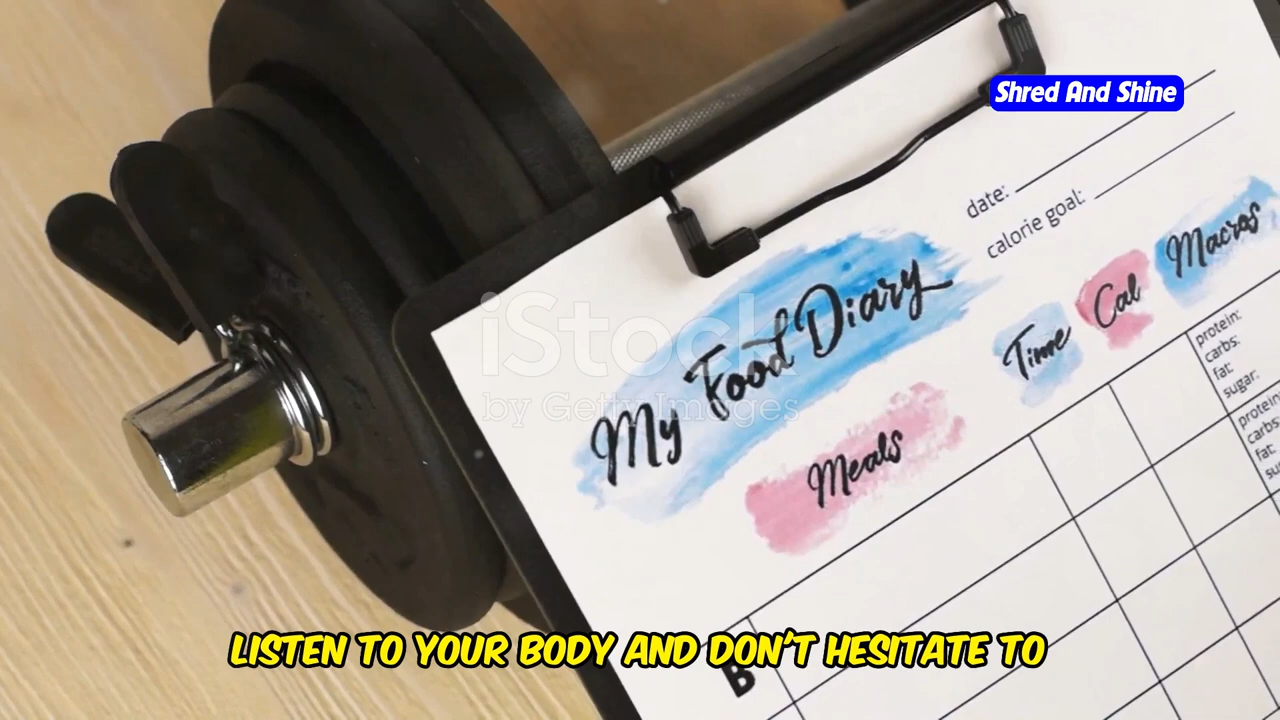 Shred And Shine
date:
calorie goal:
My Food Diary
Time
Cal
Macros
Meals
protein:
carbs:
fat:
sugar:
protein:
carbs:
fat:
iStock
by Getty Images
B
LISTEN TO YOUR BODY AND DON'T HESITATE TO